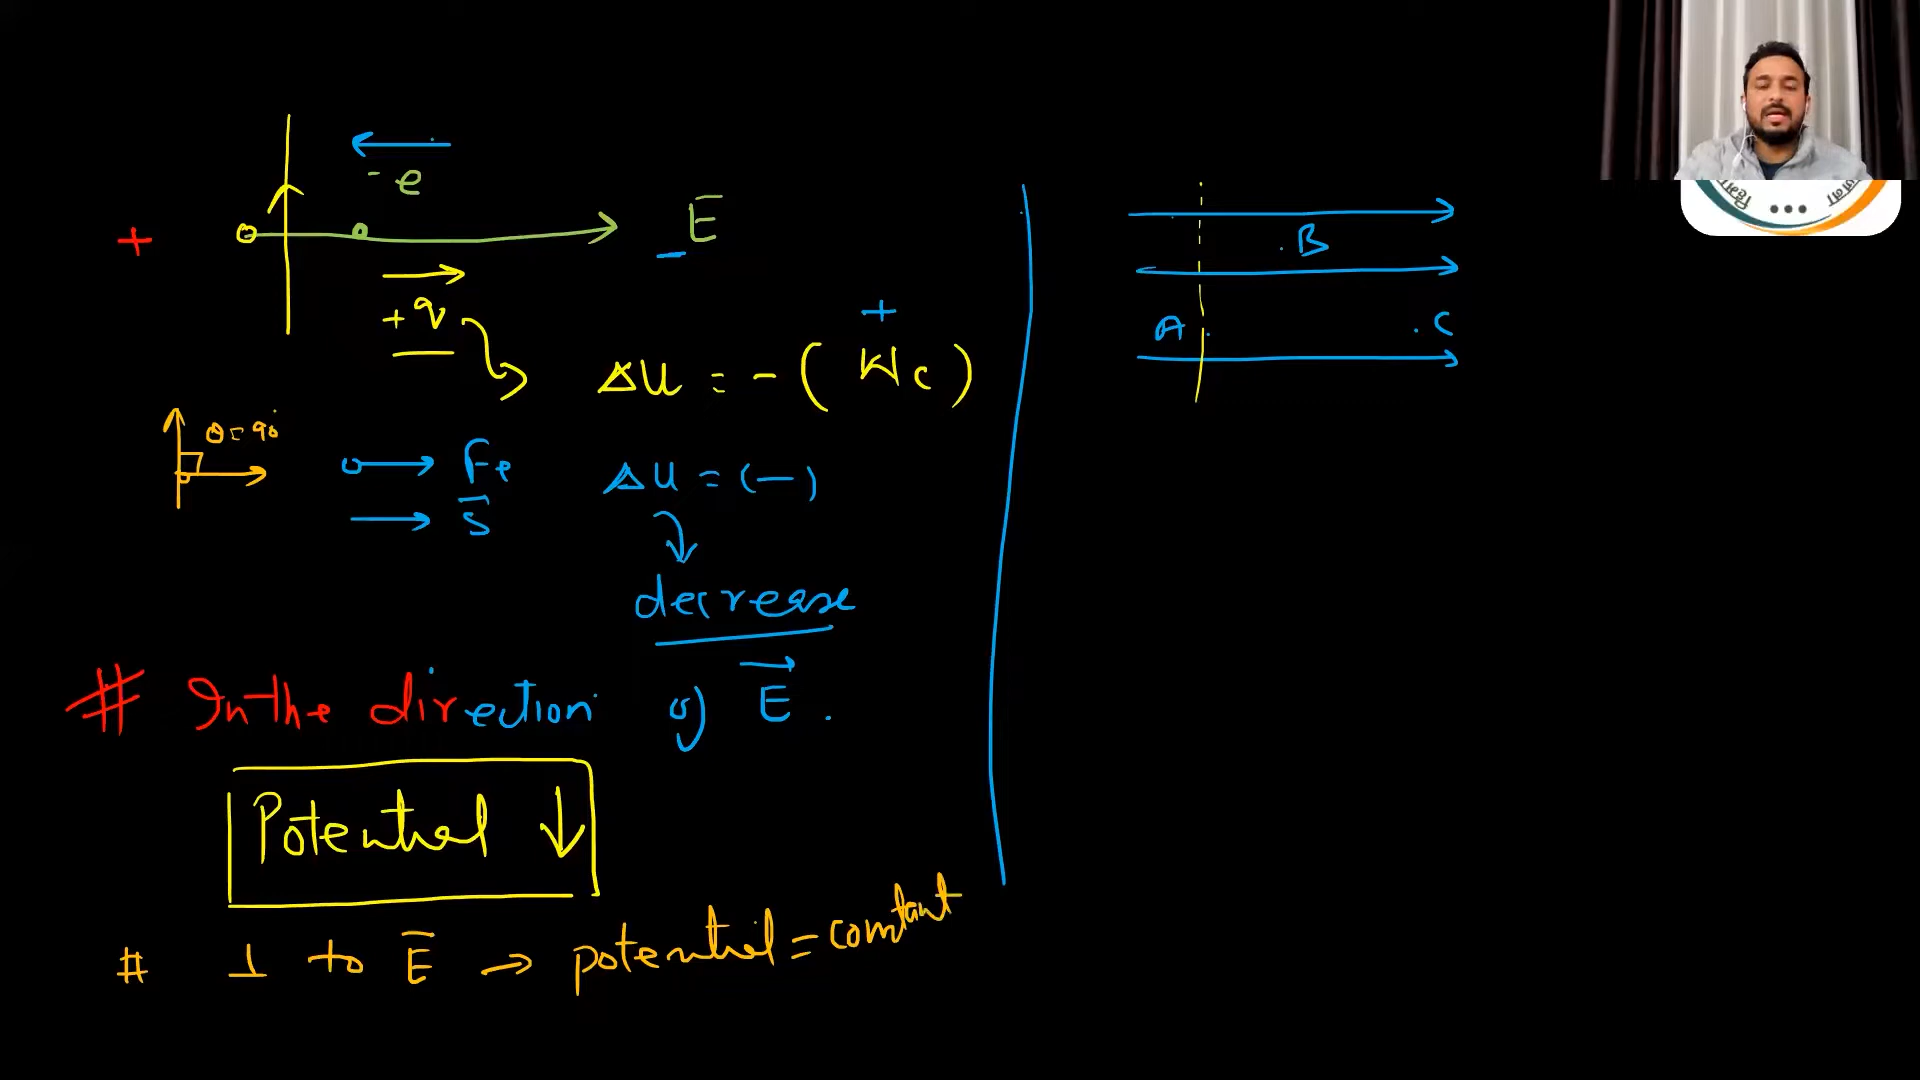 - e
+ _ E
+ q
+
ΔU = - ( Wc )
θ = 90°
Fe
ΔU = (-)
S
decrease
# In the direction of E .
Potential ↓
# ⊥ to E → potential = constant
. B
A . . C